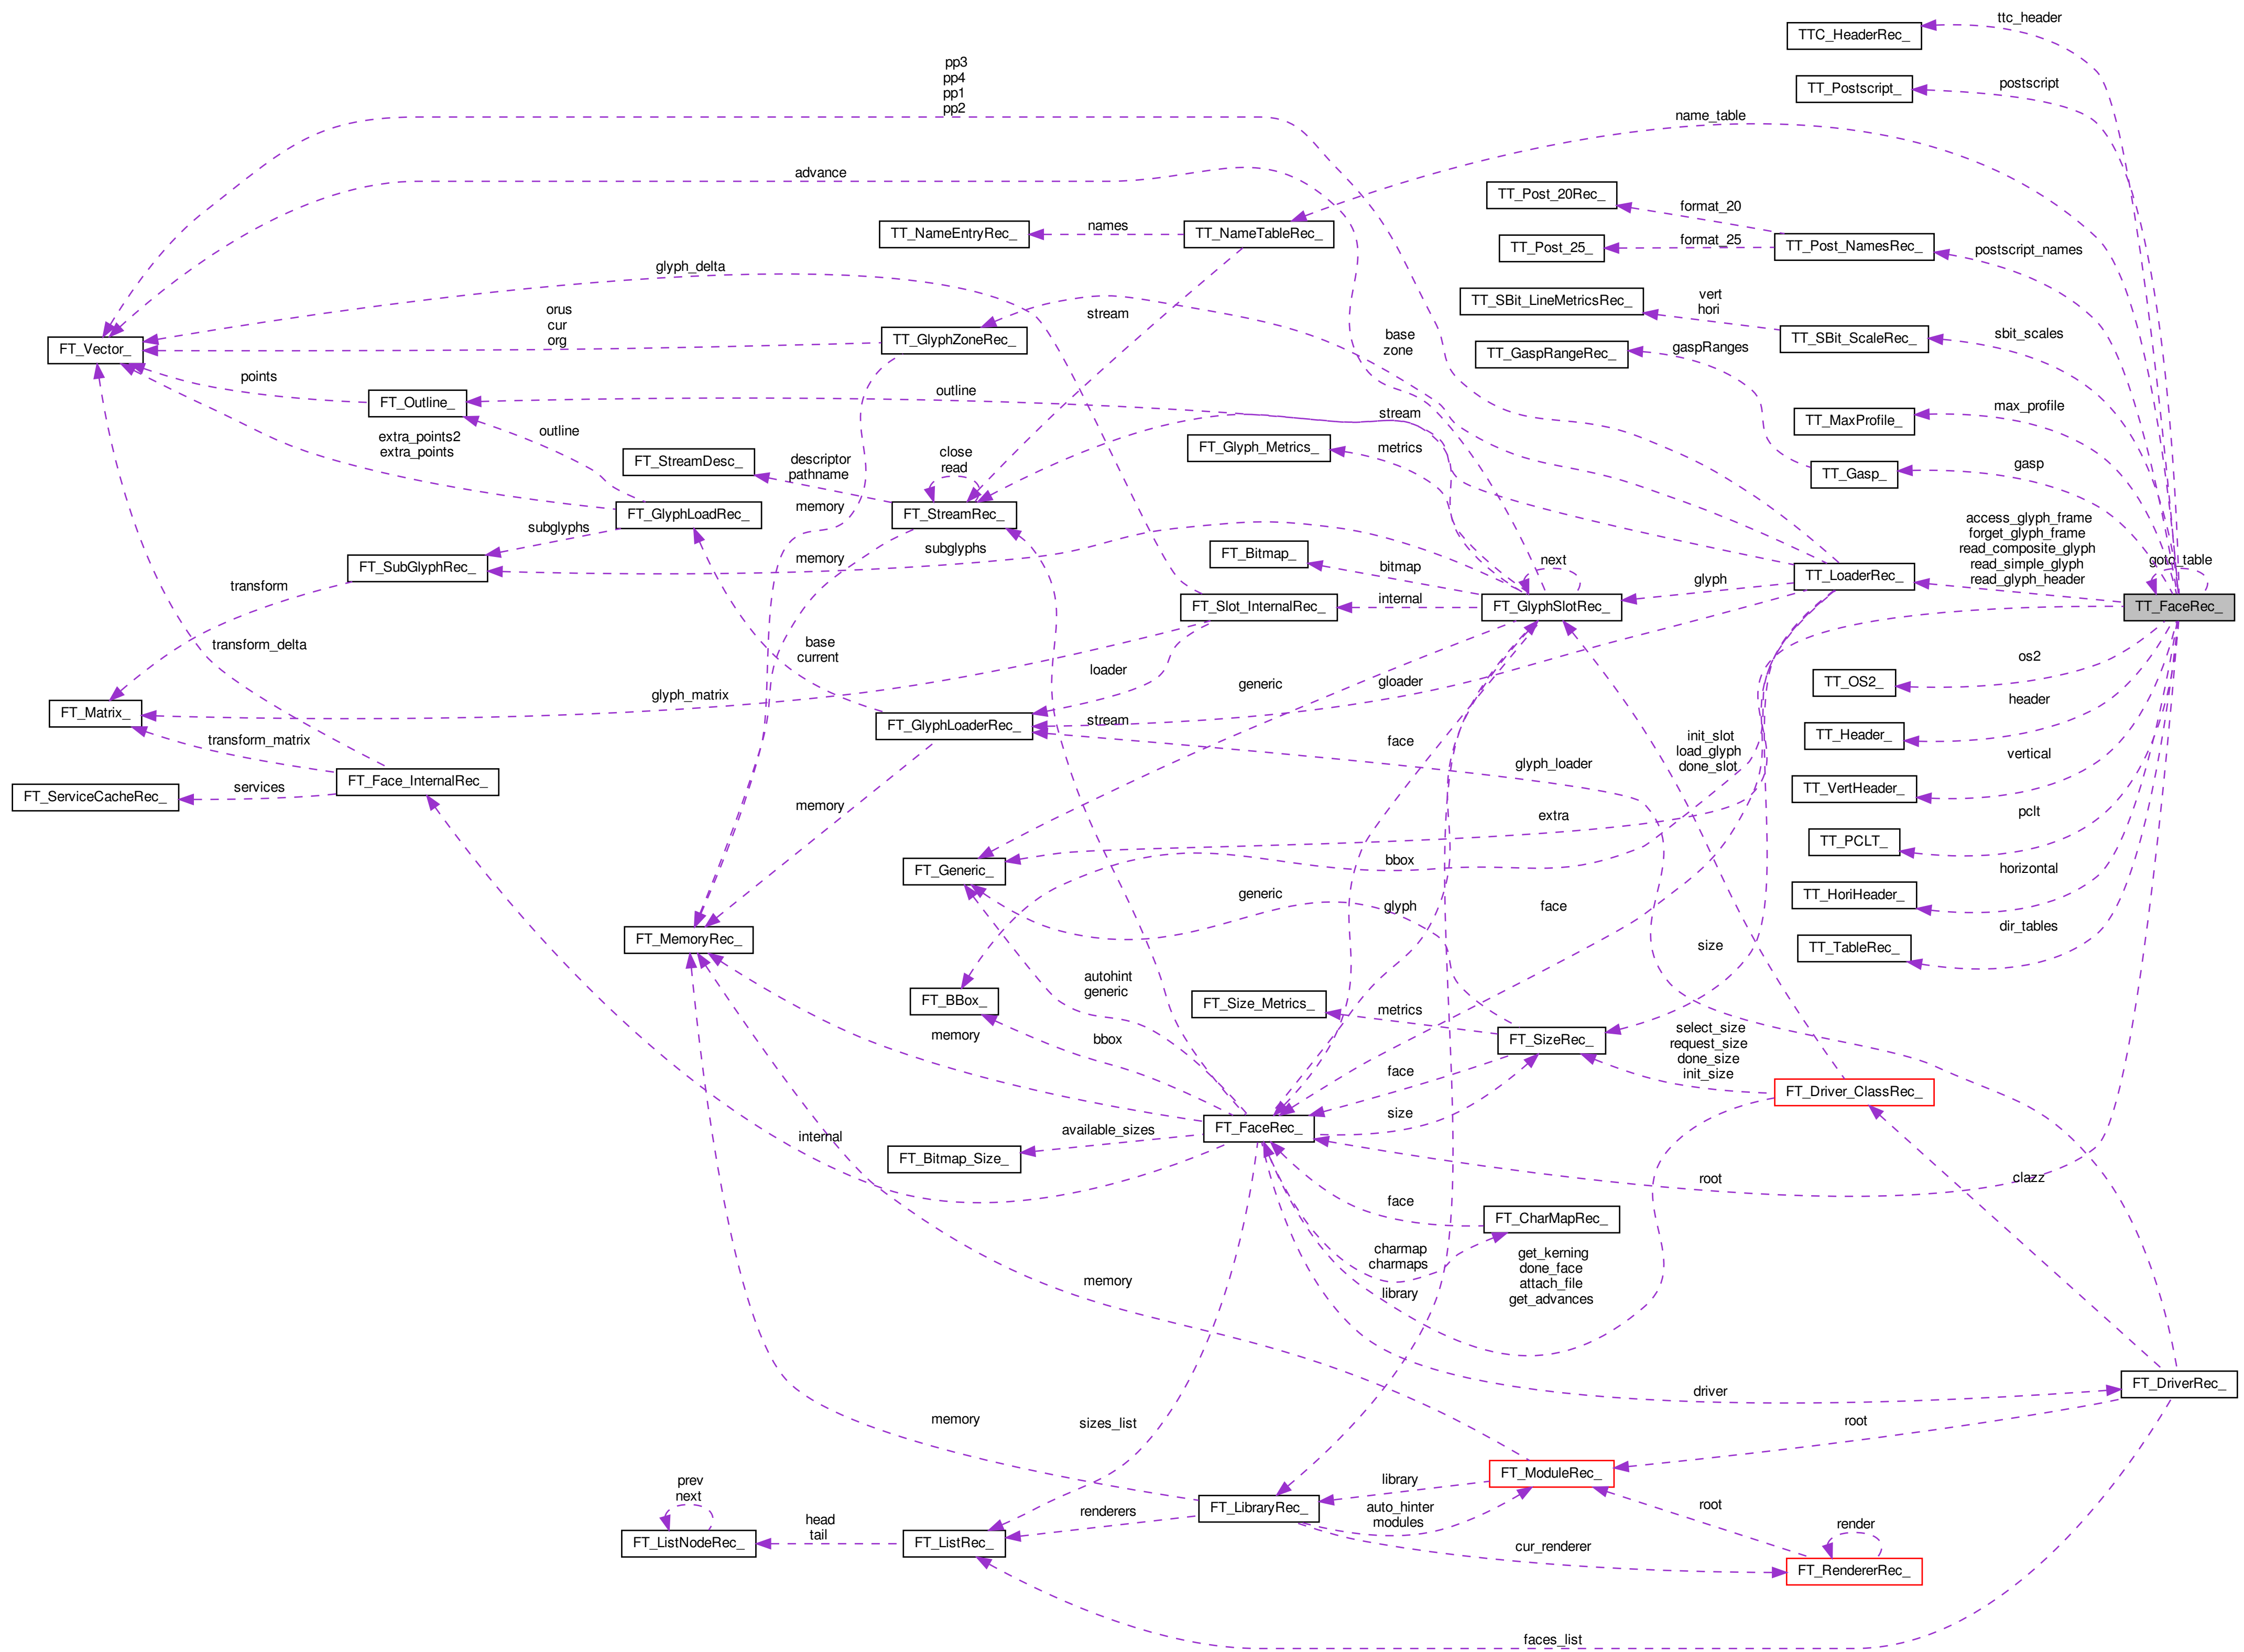 ttc_header
TTC_HeaderRec_
pp3
pp4
pp1
pp2
postscript
TT_Postscript_
name_table
advance
TT_Post_20Rec_
format_20
TT_NameEntryRec_
names
TT_NameTableRec_
TT_Post_25_
format_25
TT_Post_NamesRec_
postscript_names
glyph_delta
TT_SBit_LineMetricsRec_
vert
hori
orus
cur
org
stream
TT_SBit_ScaleRec_
sbit_scales
FT_Vector_
TT_GlyphZoneRec_
base
zone
TT_GaspRangeRec_
gaspRanges
points
FT_Outline_
outline
stream
TT_MaxProfile_
max_profile
extra_points2
extra_points
outline
FT_StreamDesc_
descriptor
pathname
close
read
FT_Glyph_Metrics_
metrics
TT_Gasp_
gasp
FT_GlyphLoadRec_
memory
FT_StreamRec_
access_glyph_frame
forget_glyph_frame
read_composite_glyph
read_simple_glyph
read_glyph_header
subglyphs
FT_SubGlyphRec_
memory
subglyphs
FT_Bitmap_
bitmap
next
glyph
TT_LoaderRec_
goto_table
transform
FT_Slot_InternalRec_
internal
FT_GlyphSlotRec_
TT_FaceRec_
transform_delta
base
current
loader
generic
gloader
TT_OS2_
os2
FT_Matrix_
glyph_matrix
FT_GlyphLoaderRec_
stream
face
init_slot
load_glyph
done_slot
TT_Header_
header
transform_matrix
glyph_loader
vertical
FT_ServiceCacheRec_
services
FT_Face_InternalRec_
memory
extra
TT_VertHeader_
pclt
FT_Generic_
bbox
TT_PCLT_
generic
glyph
face
TT_HoriHeader_
horizontal
FT_MemoryRec_
size
TT_TableRec_
dir_tables
autohint
generic
FT_BBox_
FT_Size_Metrics_
metrics
FT_SizeRec_
select_size
request_size
done_size
init_size
memory
bbox
face
FT_Driver_ClassRec_
internal
available_sizes
FT_FaceRec_
size
FT_Bitmap_Size_
root
clazz
face
FT_CharMapRec_
charmap
charmaps
library
get_kerning
done_face
attach_file
get_advances
memory
driver
FT_DriverRec_
memory
sizes_list
root
prev
next
library
FT_ModuleRec_
renderers
FT_LibraryRec_
auto_hinter
modules
root
render
FT_ListNodeRec_
head
tail
FT_ListRec_
cur_renderer
FT_RendererRec_
faces_list